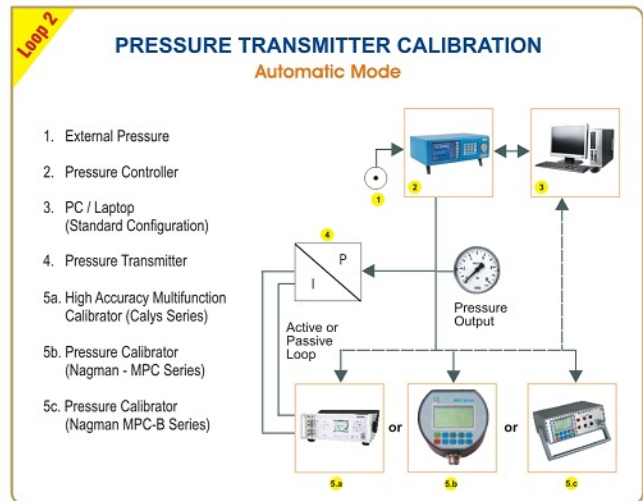 Loop 2
PRESSURE TRANSMITTER CALIBRATION
Automatic Mode
1. External Pressure
2. Pressure Controller
3. PC / Laptop
(Standard Configuration)
4. Pressure Transmitter
5a. High Accuracy Multifunction
Calibrator (Calys Series)
5b. Pressure Calibrator
(Nagman - MPC Series)
5c. Pressure Calibrator
(Nagman MPC-B Series)
1
2
3
4
P
I
Pressure
Output
Active or
Passive
Loop
or
MPC Series
or
5.a
5.b
5.c